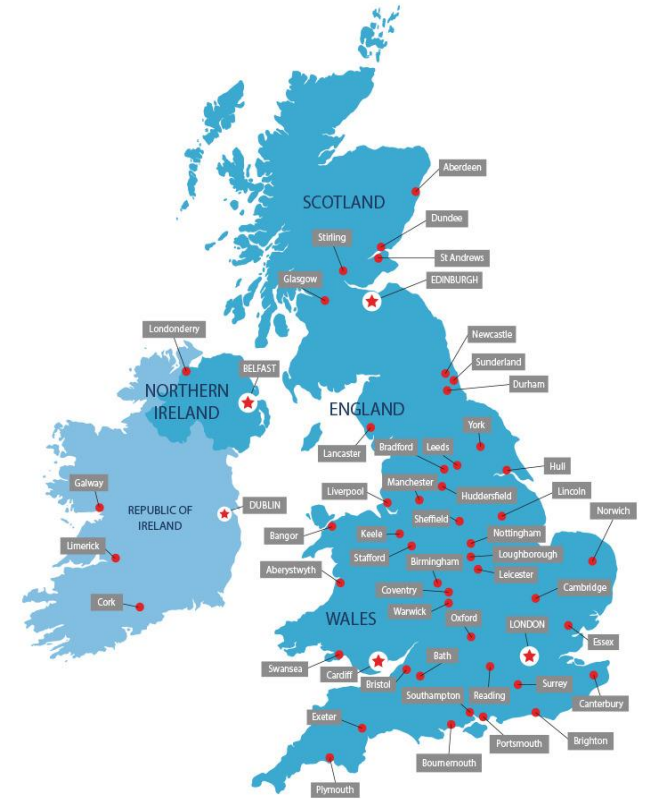 Aberdeen
SCOTLAND
Dundee
Stirling
St Andrews
Glasgow
EDINBURGH
Londonderry
Newcastle
Sunderland
BELFAST
Durham
NORTHERN
IRELAND
ENGLAND
York
Lancaster
Bradford
Leeds
Hull
Galway
Manchester
Liverpool
Huddersfield
Lincoln
DUBLIN
REPUBLIC OF
IRELAND
Norwich
Sheffield
Bangor
Keele
Nottingham
Limerick
Stafford
Loughborough
Birmingham
Aberystwyth
Leicester
Coventry
Cambridge
Cork
Warwick
WALES
Oxford
LONDON
Essex
Bath
Swansea
Cardiff
Bristol
Surrey
Southampton
Reading
Canterbury
Exeter
Portsmouth
Brighton
Bournemouth
Plymouth